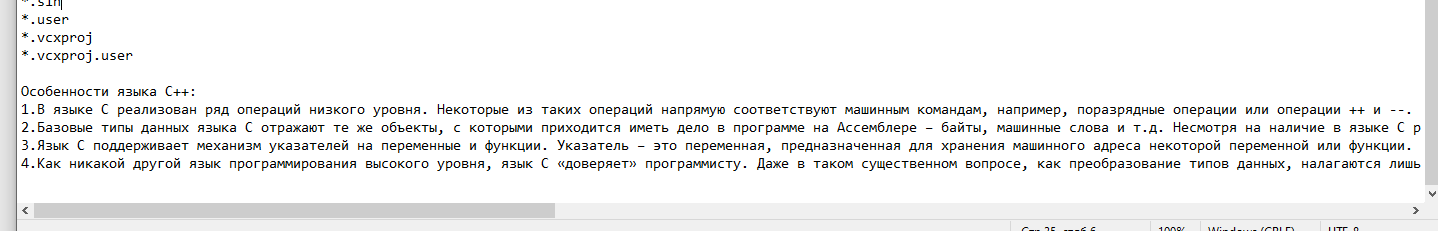 *.sln
*.user
*.vcxproj
*.vcxproj.user
Особенности языка C++:
1.В языке С реализован ряд операций низкого уровня. Некоторые из таких операций напрямую соответствуют машинным командам, например, поразрядные операции или операции ++ и --.
2.Базовые типы данных языка С отражают те же объекты, с которыми приходится иметь дело в программе на Ассемблере – байты, машинные слова и т.д. Несмотря на наличие в языке С р
3.Язык С поддерживает механизм указателей на переменные и функции. Указатель – это переменная, предназначенная для хранения машинного адреса некоторой переменной или функции.
4.Как никакой другой язык программирования высокого уровня, язык С «доверяет» программисту. Даже в таком существенном вопросе, как преобразование типов данных, налагаются лишь
100% Windows (CRLF) UTF-8